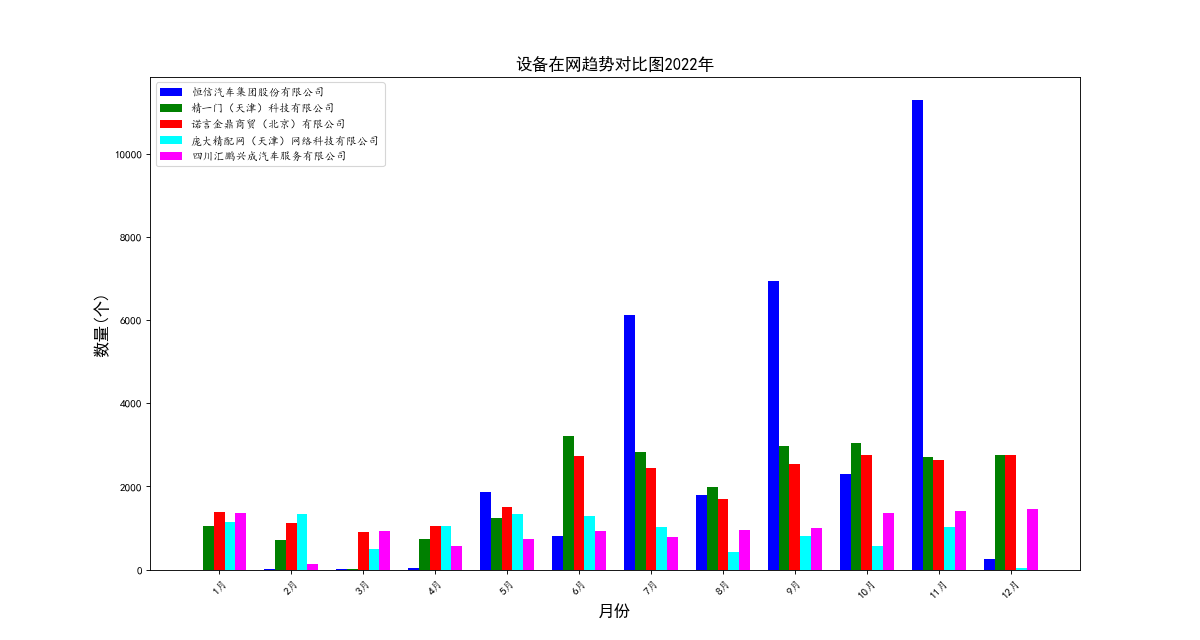 设备在网趋势对比图2022年
恒信汽车集团股份有限公司
精一门（天津）科技有限公司
诺言金鼎商贸（北京）有限公司
庞大精配网（天津）网络科技有限公司
四川汇鹏兴成汽车服务有限公司
数量(个)
10000
8000
6000
4000
2000
0
1月
2月
3月
4月
5月
6月
7月
8月
9月
10月
11月
12月
月份